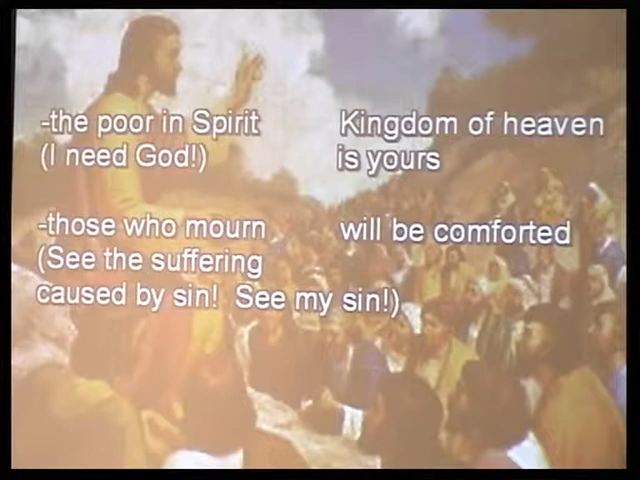 -the poor in Spirit
(I need God!)
Kingdom of heaven
is yours
-those who mourn
(See the suffering
caused by sin!  See my sin!)
will be comforted